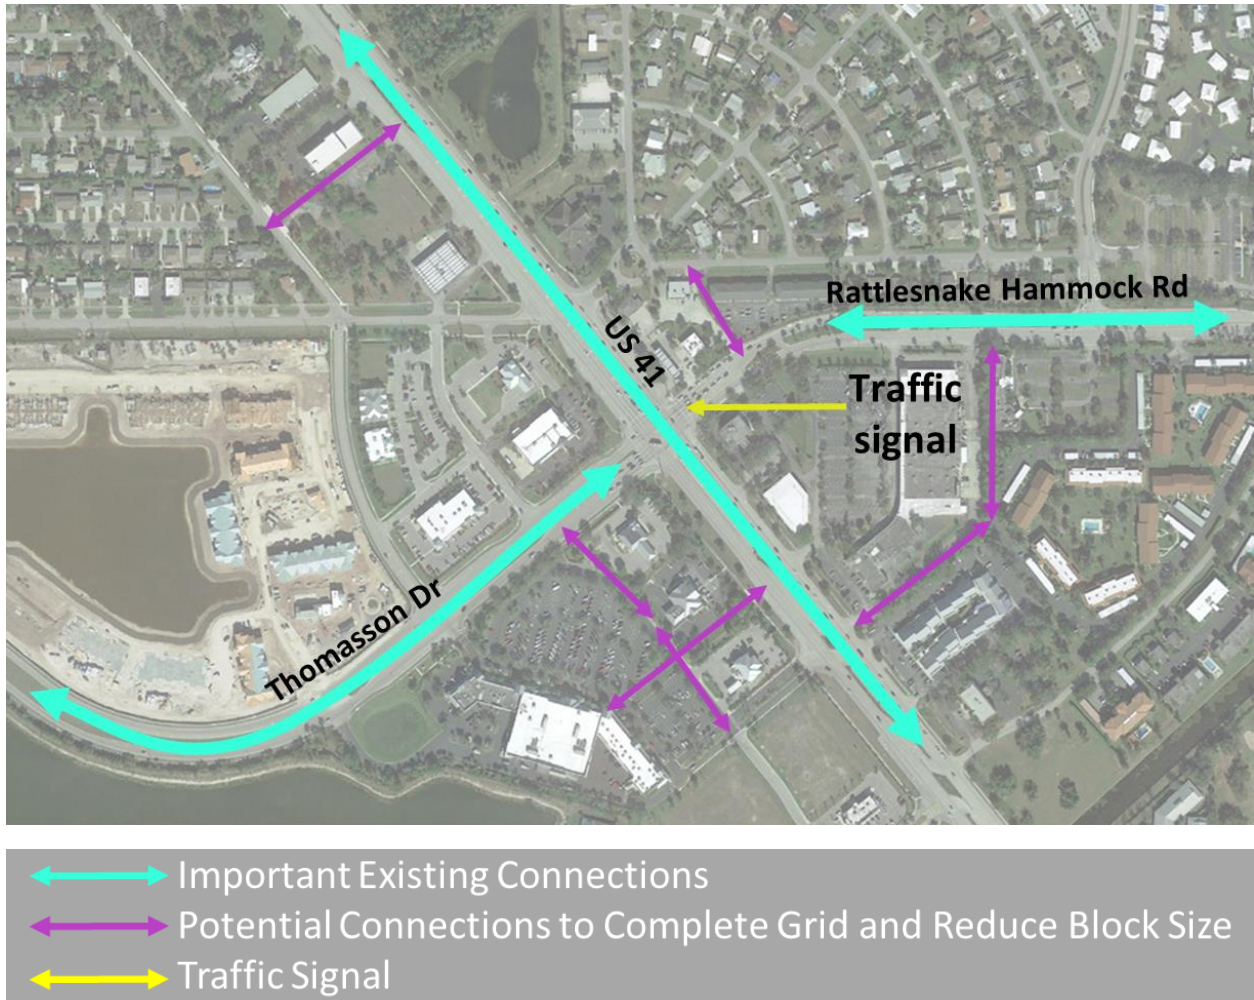 Rattlesnake Hammock Rd
US 41
Traffic
signal
Thomasson Dr
Important Existing Connections
Potential Connections to Complete Grid and Reduce Block Size
Traffic Signal